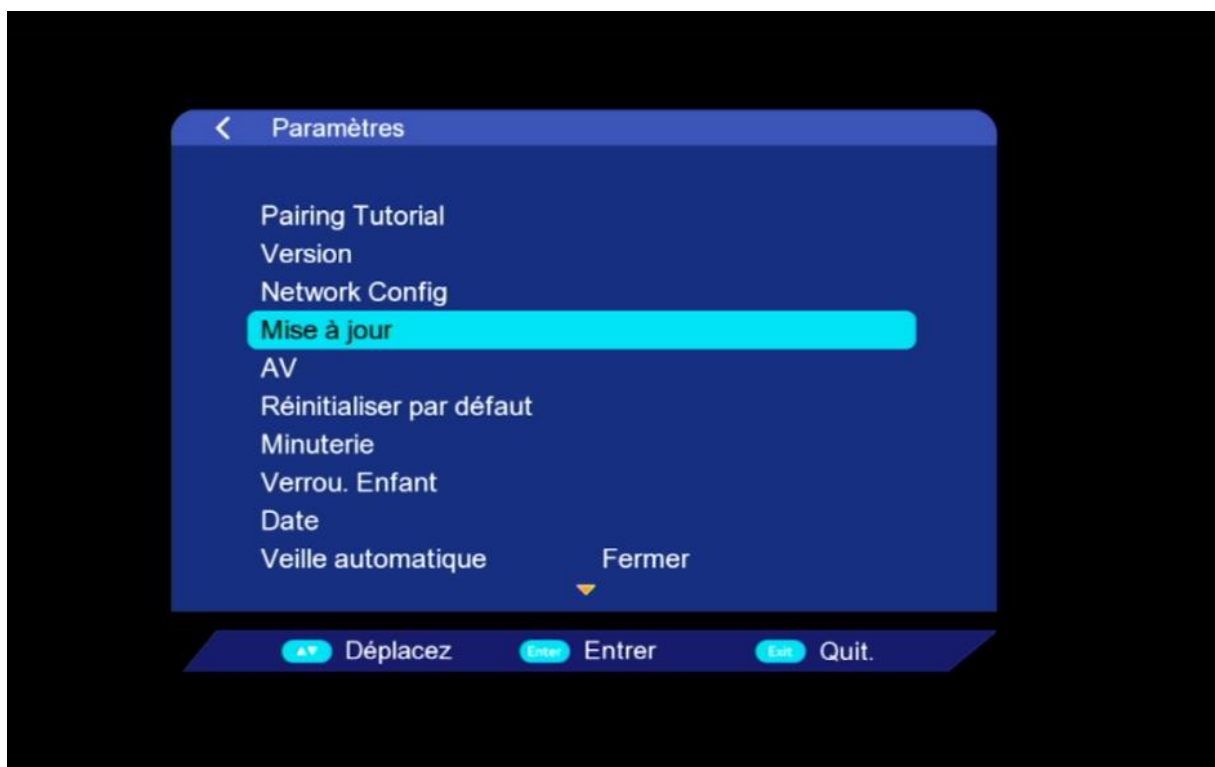 Paramètres
Pairing Tutorial
Version
Network Config
Mise à jour
AV
Réinitialiser par défaut
Minuterie
Verrou. Enfant
Date
Veille automatique Fermer
Déplacez Enter Entrer Exit Quit.